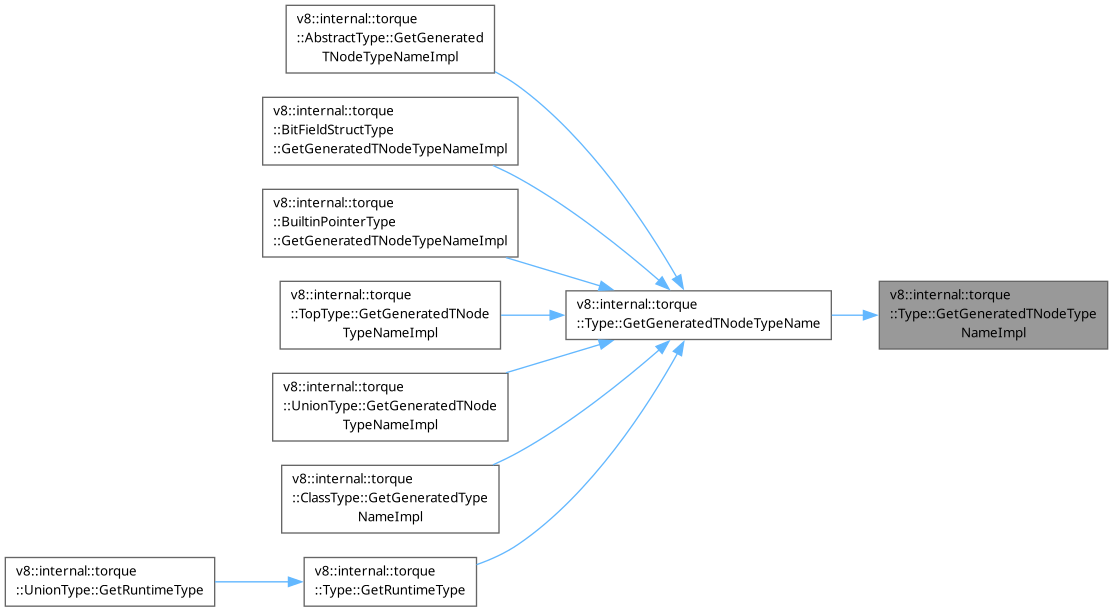 v8::internal::torque
::AbstractType::GetGenerated
TNodeTypeNameImpl
v8::internal::torque
::BitFieldStructType
::GetGeneratedTNodeTypeNameImpl
v8::internal::torque
::BuiltinPointerType
::GetGeneratedTNodeTypeNameImpl
v8::internal::torque
::TopType::GetGeneratedTNode
TypeNameImpl
v8::internal::torque
::Type::GetGeneratedTNodeTypeName
v8::internal::torque
::Type::GetGeneratedTNodeType
NameImpl
v8::internal::torque
::UnionType::GetGeneratedTNode
TypeNameImpl
v8::internal::torque
::ClassType::GetGeneratedType
NameImpl
v8::internal::torque
::UnionType::GetRuntimeType
v8::internal::torque
::Type::GetRuntimeType